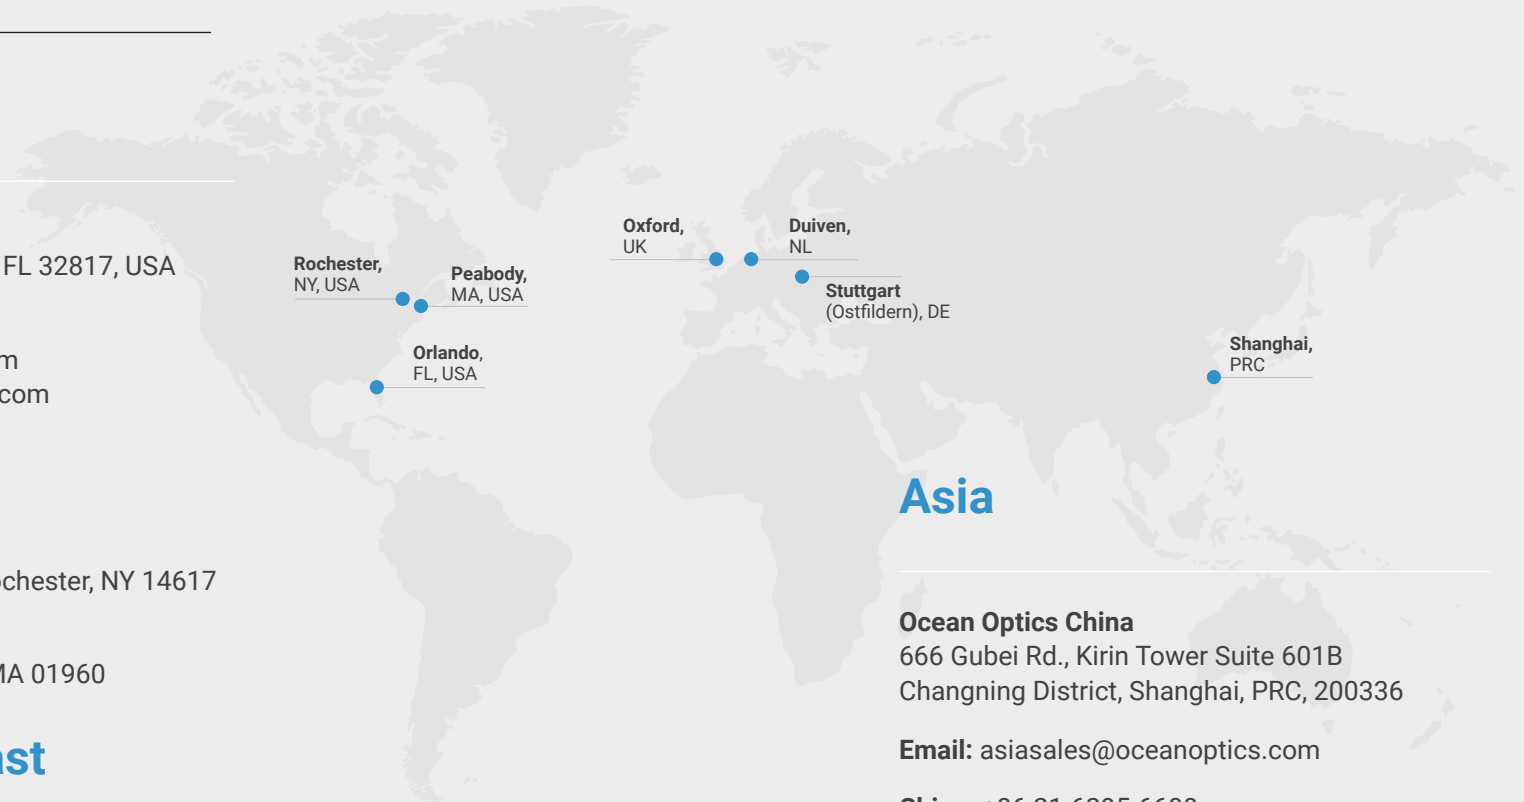 FL 32817, USA
m
com
chester, NY 14617
MA 01960
ast
Rochester,
NY, USA
Peabody,
MA, USA
Orlando,
FL, USA
Oxford,
UK
Duiven,
NL
Stuttgart
(Ostfildern), DE
Shanghai,
PRC
Asia
Ocean Optics China
666 Gubei Rd., Kirin Tower Suite 601B
Changning District, Shanghai, PRC, 200336
Email: asiasales@oceanoptics.com